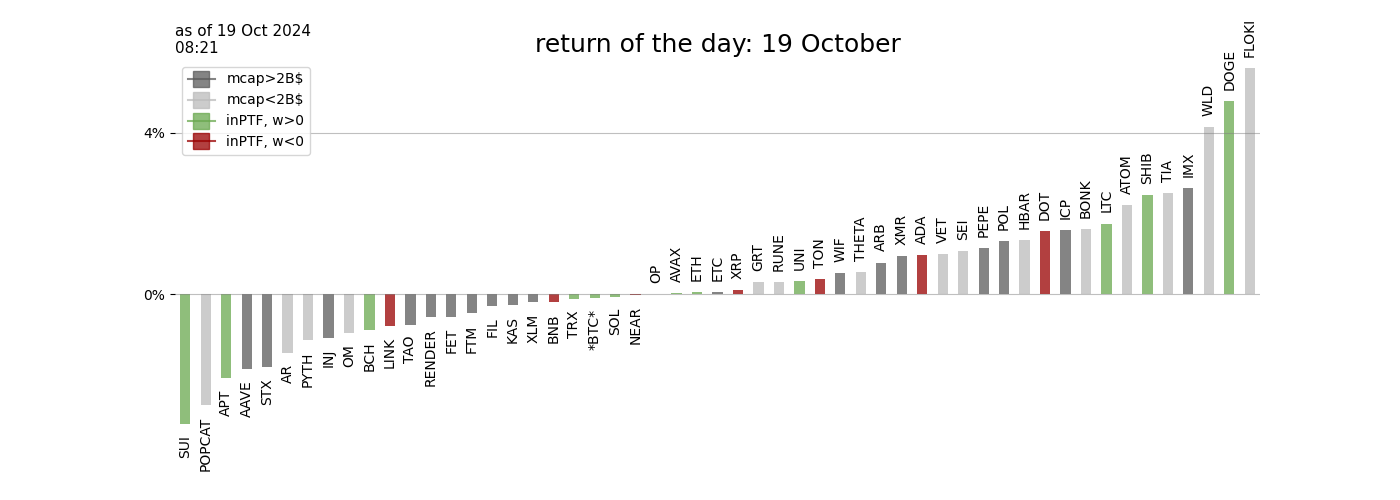 as of 19 Oct 2024
08:21
return of the day: 19 October
mcap>2B$
mcap<2B$
inPTF, w>0
inPTF, w<0
4%
0%
SUI
POPCAT
APT
AAVE
STX
AR
PYTH
INJ
OM
BCH
LINK
TAO
RENDER
FET
FTM
FIL
KAS
XLM
BNB
TRX
*BTC*
SOL
NEAR
OP
AVAX
ETH
ETC
XRP
GRT
RUNE
UNI
TON
WIF
THETA
ARB
XMR
ADA
VET
SEI
PEPE
POL
HBAR
DOT
ICP
BONK
LTC
ATOM
SHIB
TIA
IMX
WLD
DOGE
FLOKI